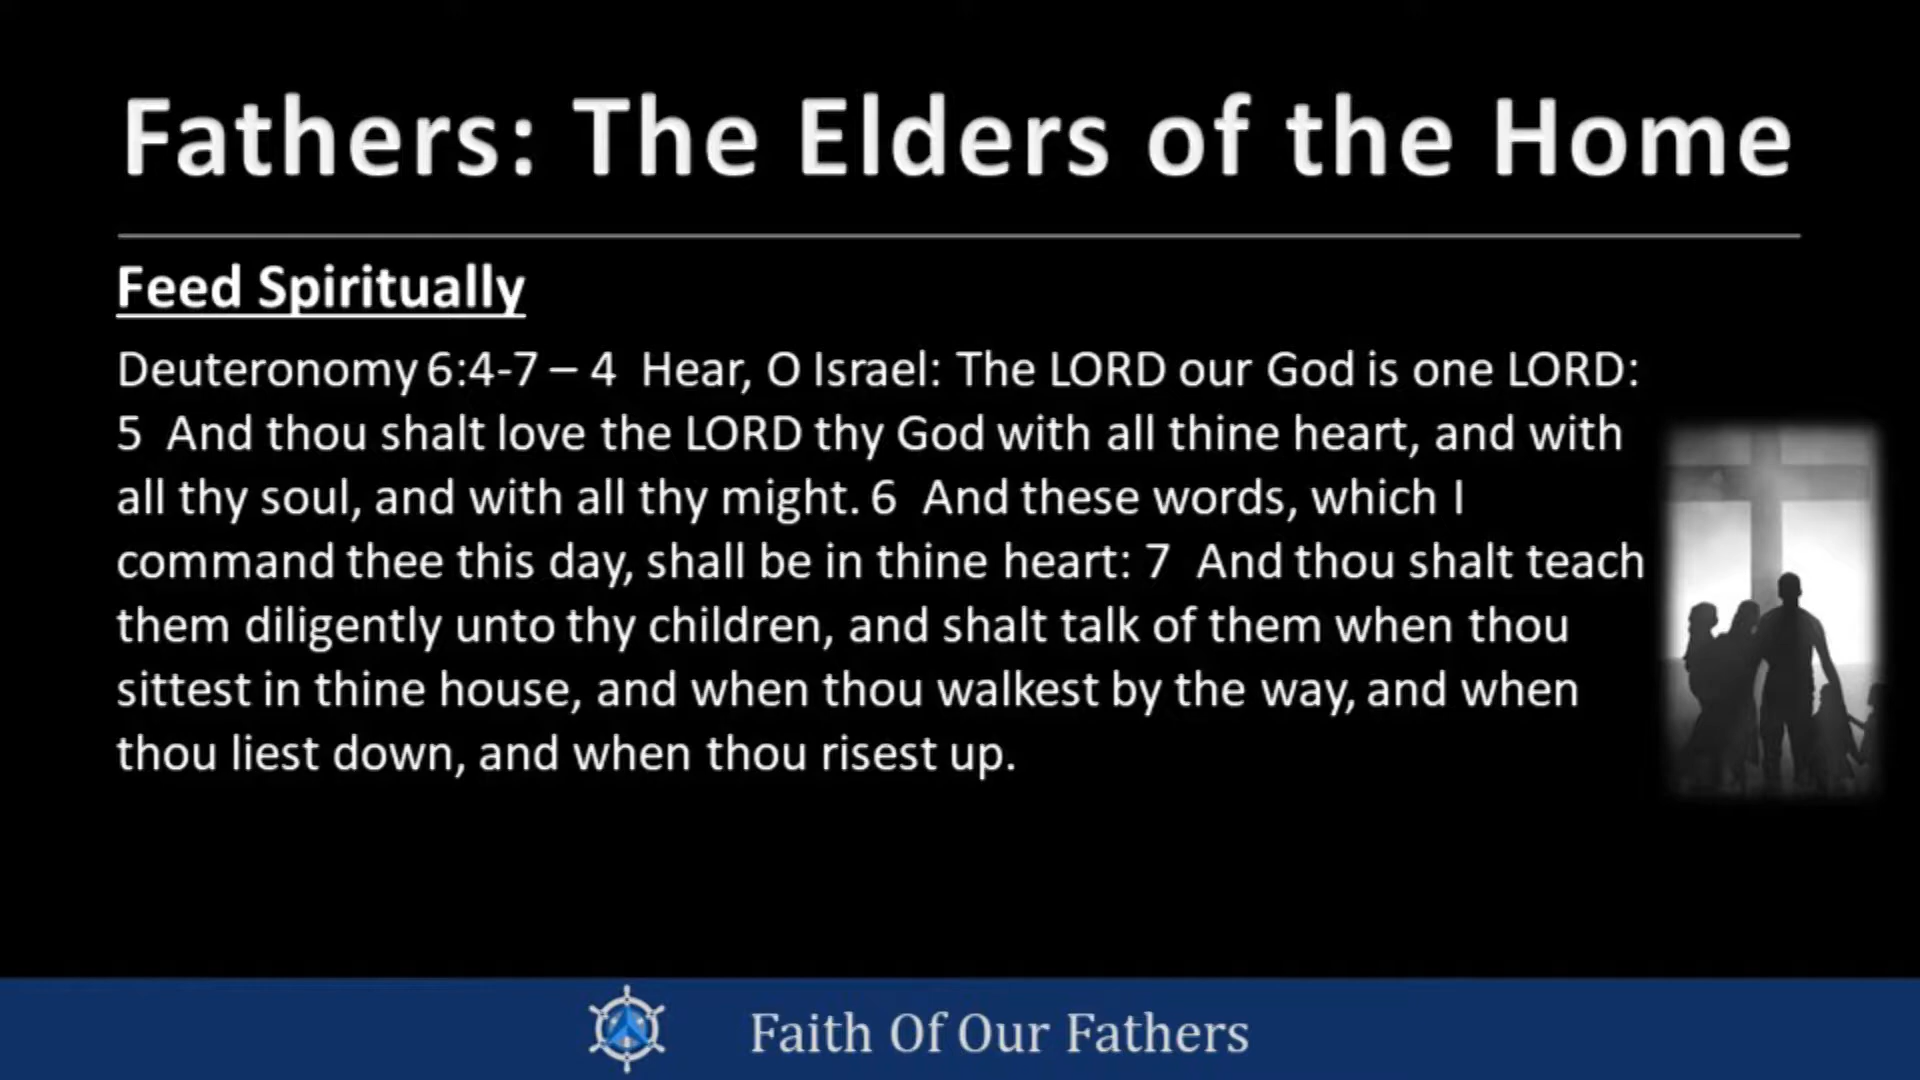 Fathers: The Elders of the Home
Feed Spiritually
Deuteronomy 6:4-7 – 4  Hear, O Israel: The LORD our God is one LORD:
5  And thou shalt love the LORD thy God with all thine heart, and with
all thy soul, and with all thy might. 6  And these words, which I
command thee this day, shall be in thine heart: 7  And thou shalt teach
them diligently unto thy children, and shalt talk of them when thou
sittest in thine house, and when thou walkest by the way, and when
thou liest down, and when thou risest up.
Faith Of Our Fathers